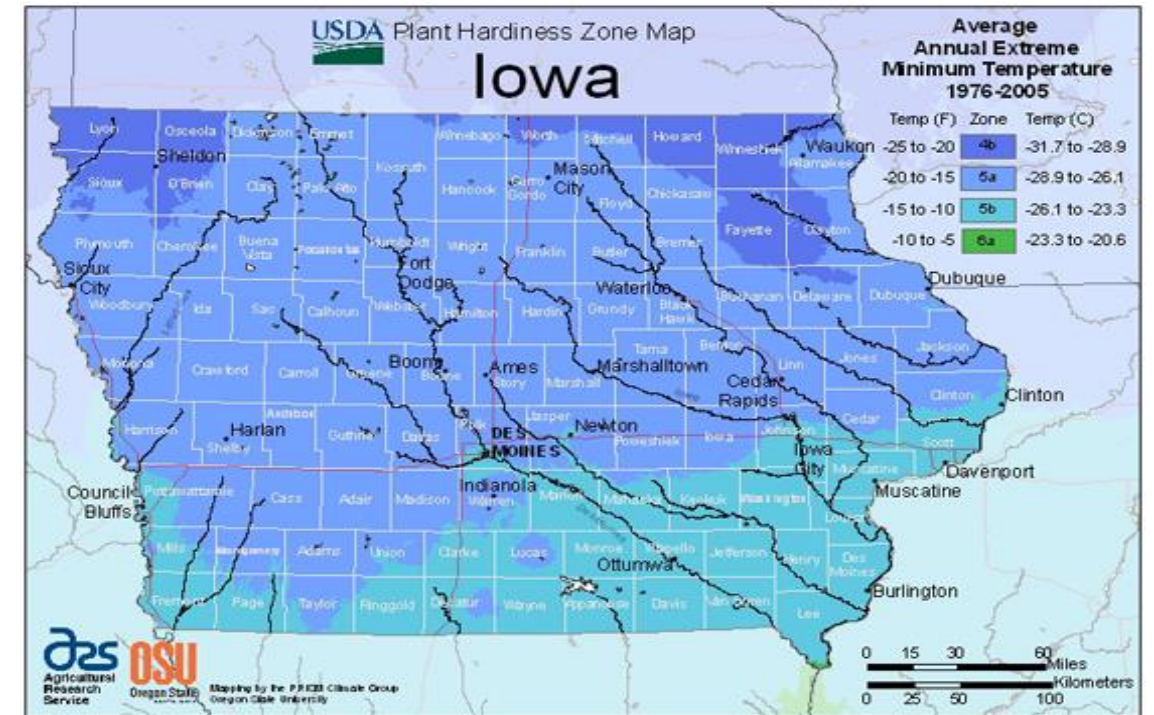 USDA Plant Hardiness Zone Map
Iowa
Average
Annual Extreme
Minimum Temperature
1976-2005
Temp (F) Zone Temp (C)
-25 to -20 4b -31.7 to -28.9
-20 to -15 5a -28.9 to -26.1
-15 to -10 5b -26.1 to -23.3
-10 to -5 6a -23.3 to -20.6
Lyon Osceola Dickinson Emmet Winnebago Worth Mitchell Howard Winneshiek Allamakee Waukon
Sheldon
Sioux O'Brien Clay Palo Alto Kossuth Hancock Cerro Gordo Mason City Floyd Chickasaw
Plymouth Cherokee Buena Vista Pocahontas Humboldt Wright Franklin Butler Bremer Fayette Clayton
Sioux City Fort Dodge Waterloo Dubuque
Woodbury Ida Sac Calhoun Webster Hamilton Hardin Grundy Black Hawk Buchanan Delaware Dubuque
Monona Crawford Carroll Greene Boone Boone Ames Story Marshall Marshalltown Tama Benton Linn Jones Jackson
Cedar Rapids Clinton Clinton
Harrison Shelby Harlan Audubon Guthrie Dallas Polk Jasper Newton Poweshiek Iowa Johnson Cedar Scott
DES MOINES Iowa City Davenport
Council Bluffs Pottawattamie Cass Adair Madison Indianola Warren Marion Mahaska Keokuk Washington Muscatine Muscatine
Louisa
Mills Montgomery Adams Union Clarke Lucas Monroe Wapello Jefferson Henry Des Moines
Ottumwa Burlington
Fremont Page Taylor Ringgold Decatur Wayne Appanoose Davis Van Buren Lee
ars OSU
Agricultural
Research
Service
Oregon State
Mapping by the PRISM Climate Group
Oregon State University
0 15 30 60
Miles
Kilometers
0 25 50 100